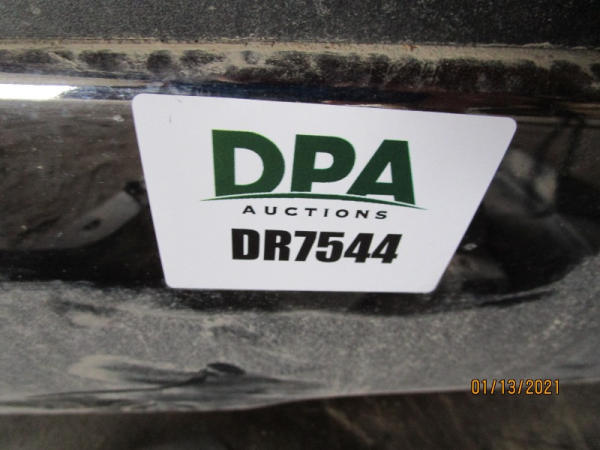 DPA
AUCTIONS
DR7544
01/13/2021